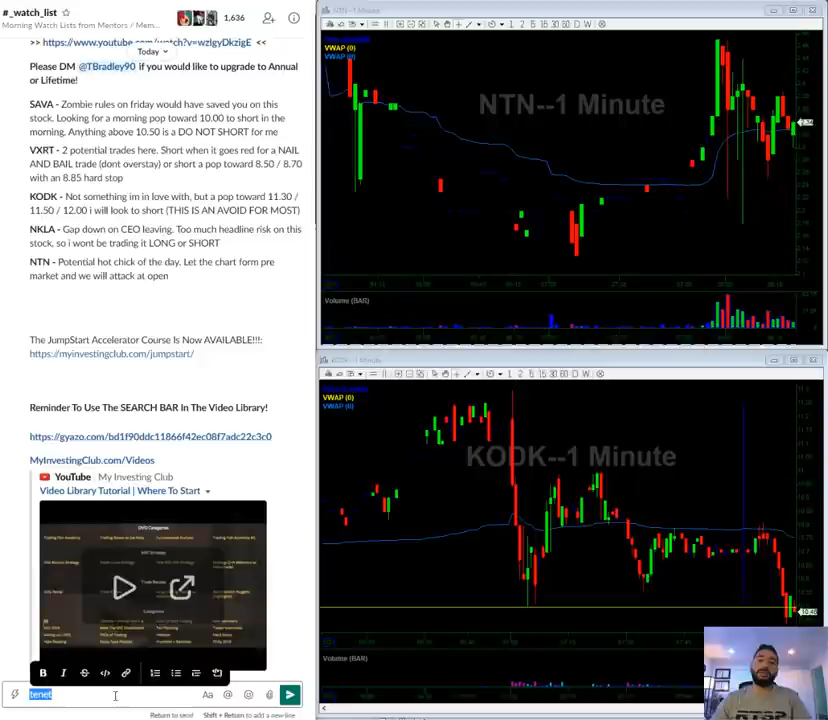 #_watch_list
Morning Watch Lists from Mentors / Mem...
1,636
>> https://www.youtube.com/watch?v=wzlgyDkzigE <<
Today
Please DM @TBradley90 if you would like to upgrade to Annual
or Lifetime!
SAVA - Zombie rules on friday would have saved you on this
stock. Looking for a morning pop toward 10.00 to short in the
morning. Anything above 10.50 is a DO NOT SHORT for me
VXRT - 2 potential trades here. Short when it goes red for a NAIL
AND BAIL trade (dont overstay) or short a pop toward 8.50 / 8.70
with an 8.85 hard stop
KODK - Not something im in love with, but a pop toward 11.30 /
11.50 / 12.00 i will look to short (THIS IS AN AVOID FOR MOST)
NKLA - Gap down on CEO leaving. Too much headline risk on this
stock, so i wont be trading it LONG or SHORT
NTN - Potential hot chick of the day. Let the chart form pre
market and we will attack at open
The JumpStart Accelerator Course Is Now AVAILABLE!!!:
https://myinvestingclub.com/jumpstart/
Reminder To Use The SEARCH BAR In The Video Library!
https://gyazo.com/bd1f90ddc11866f42ec08f7adc22c3c0
MyInvestingClub.com/Videos
YouTube My Investing Club
Video Library Tutorial | Where To Start
tenet
Return to send Shift + Return to add a new line
VWAP (0)
VWAP (0)
NTN--1 Minute
Volume (BAR)
VWAP (0)
VWAP (0)
KODK--1 Minute
Volume (BAR)